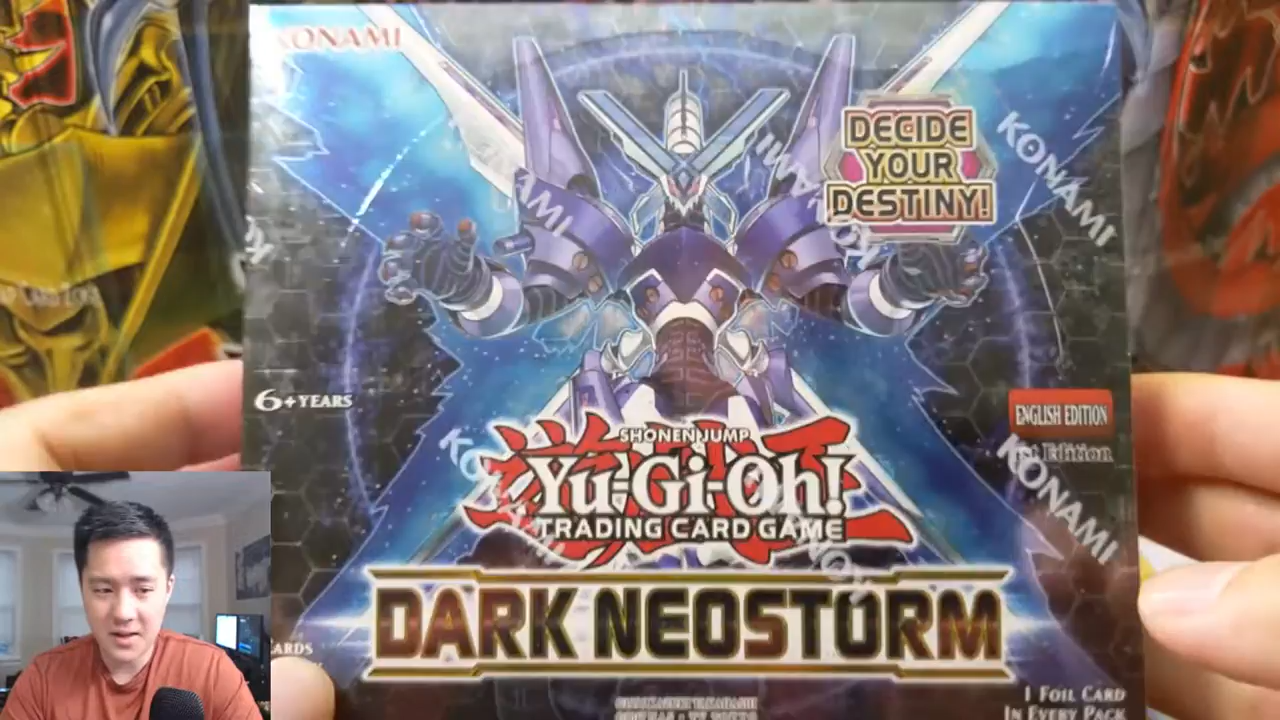 KONAMI
DECIDE
YOUR
DESTINY!
KONAMI
6+YEARS
ENGLISH EDITION
1st Edition
KONAMI
SHONEN JUMP
Yu-Gi-Oh!
TRADING CARD GAME
DARK NEOSTORM
1 FOIL CARD
IN EVERY PACK